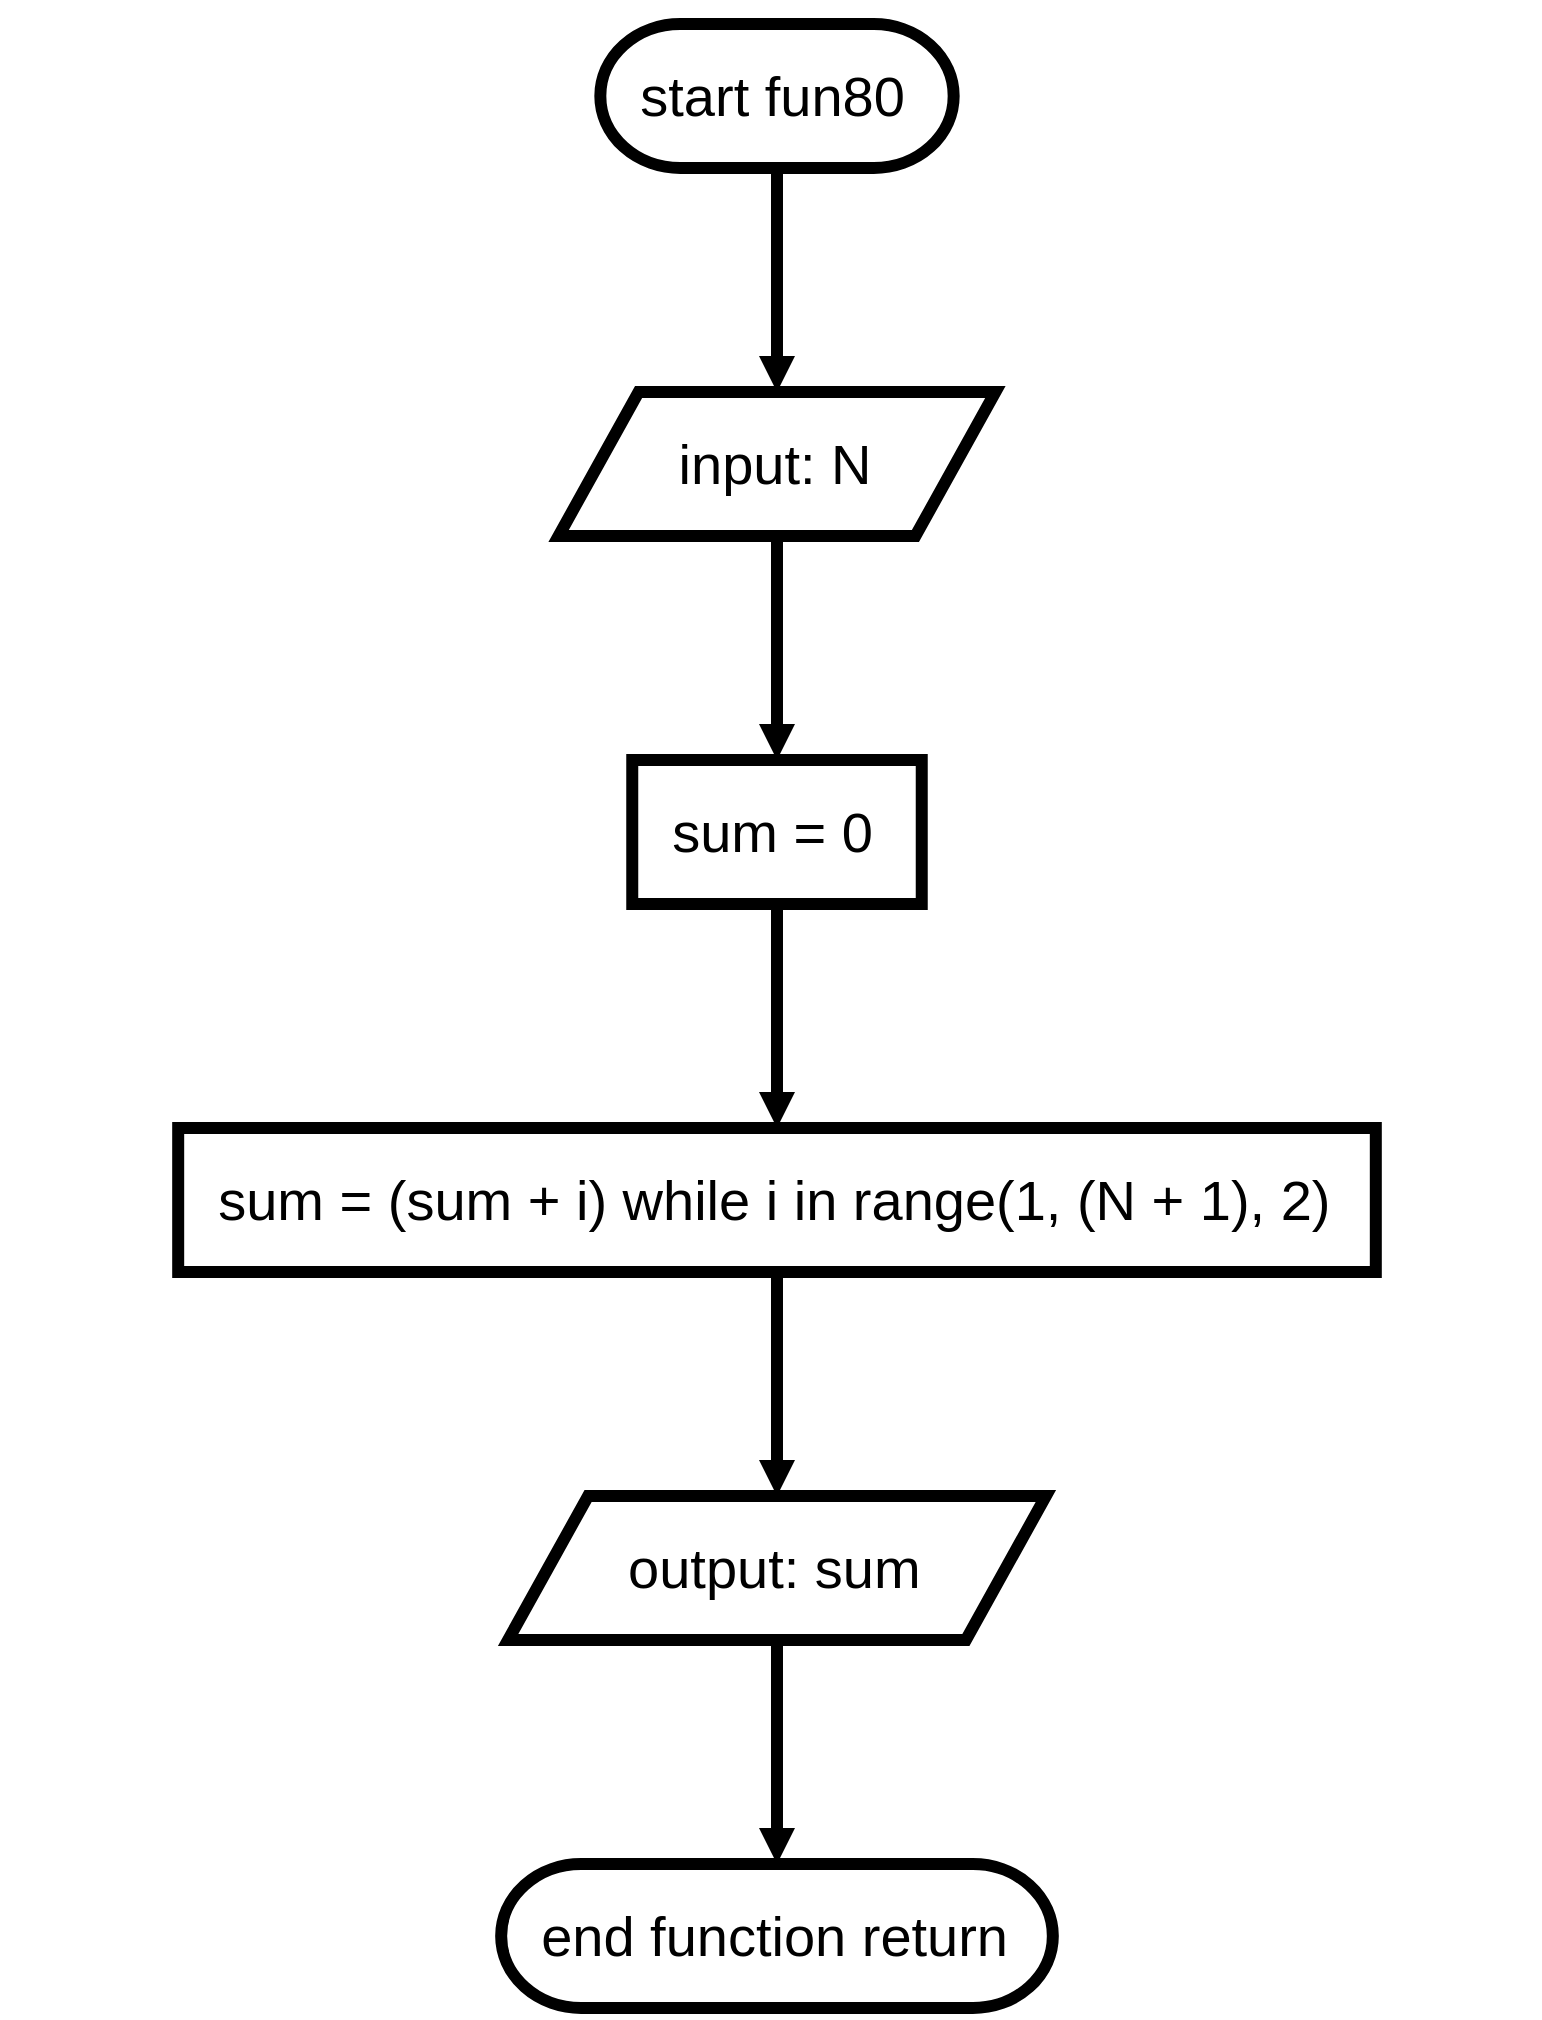 start fun80
input: N
sum = 0
sum = (sum + i) while i in range(1, (N + 1), 2)
output: sum
end function return